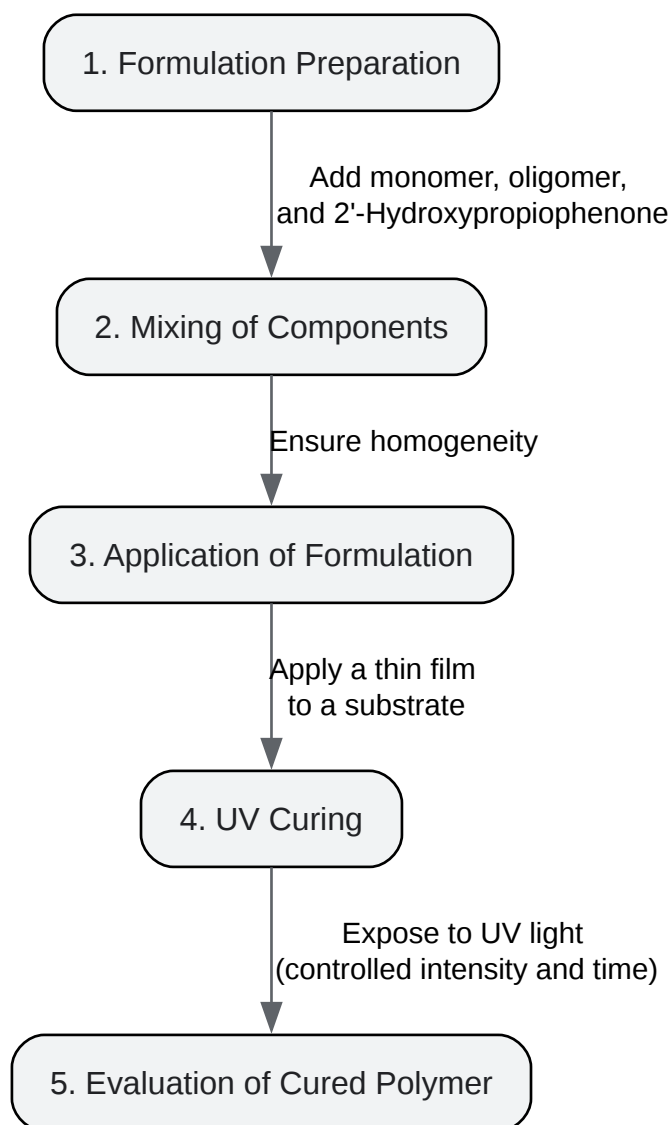 1. Formulation Preparation
Add monomer, oligomer,
and 2'-Hydroxypropiophenone
2. Mixing of Components
Ensure homogeneity
3. Application of Formulation
Apply a thin film
to a substrate
4. UV Curing
Expose to UV light
(controlled intensity and time)
5. Evaluation of Cured Polymer